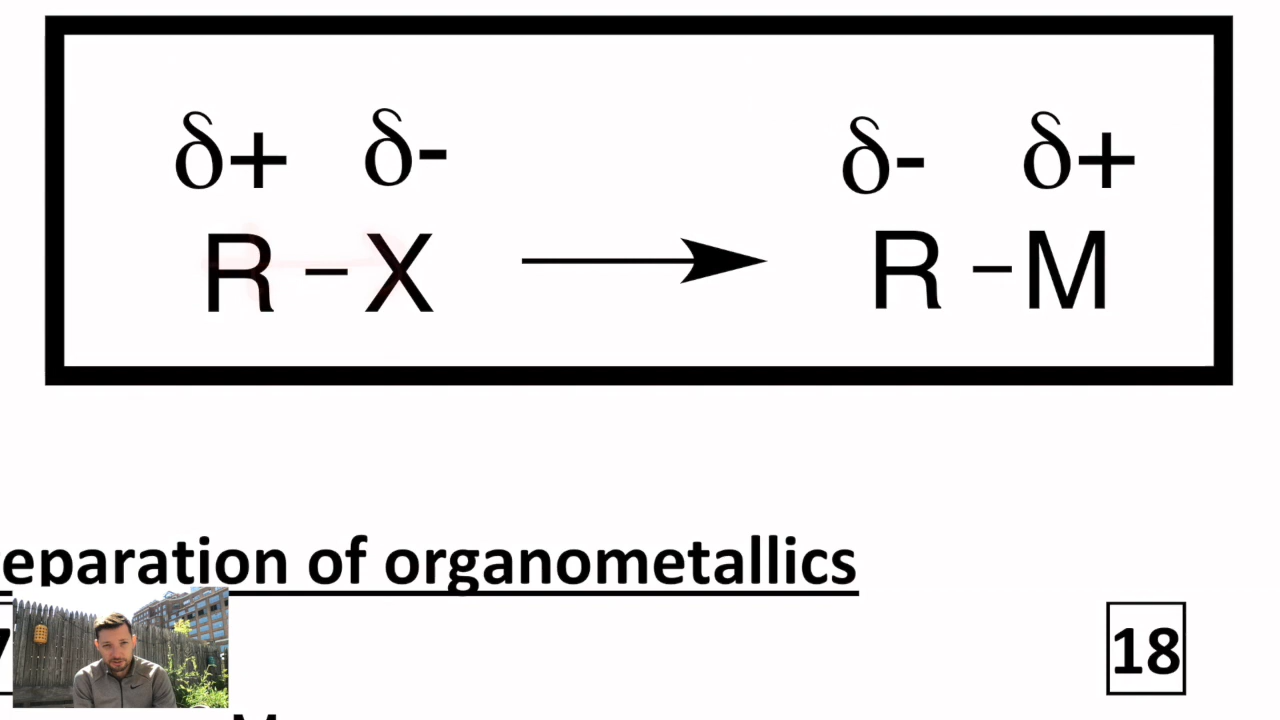 δ+ δ- δ- δ+
R – X R – M
eparation of organometallics
18